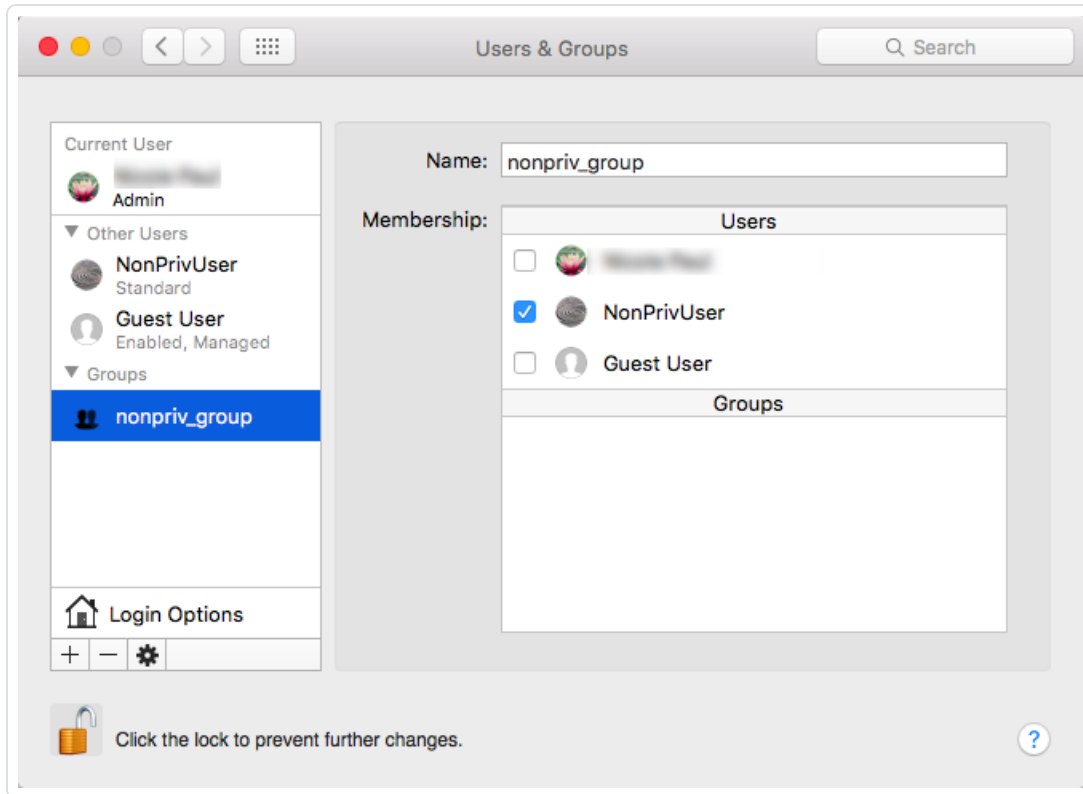 Users & Groups
Search
Current User
Admin
Other Users
NonPrivUser
Standard
Guest User
Enabled, Managed
Groups
nonpriv_group
Login Options
Name:
nonpriv_group
Membership:
Users
NonPrivUser
Guest User
Groups
Click the lock to prevent further changes.
?